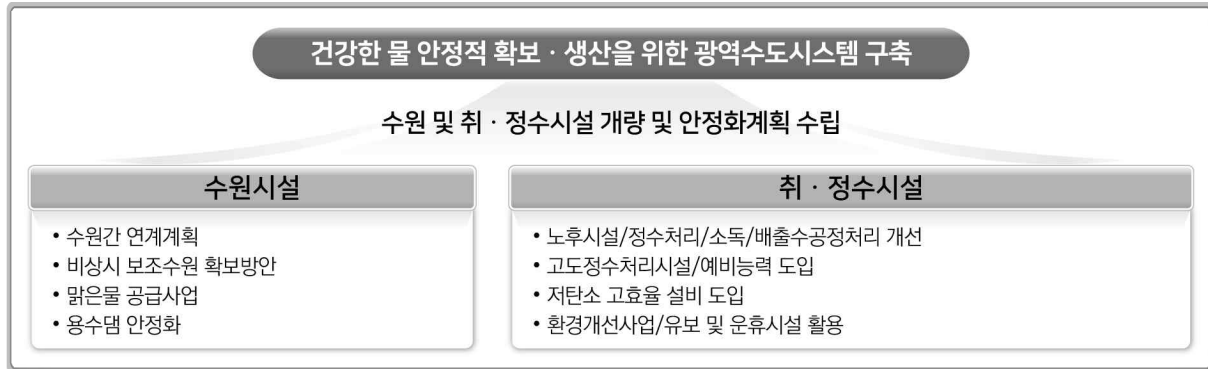 건강한 물 안정적 확보 · 생산을 위한 광역수도시스템 구축
수원 및 취 · 정수시설 개량 및 안정화계획 수립
수원시설
• 수원간 연계계획
• 비상시 보조수원 확보방안
• 맑은물 공급사업
• 용수댐 안정화
취 · 정수시설
• 노후시설/정수처리/소독/배출수공정처리 개선
• 고도정수처리시설/예비능력 도입
• 저탄소 고효율 설비 도입
• 환경개선사업/유보 및 운휴시설 활용